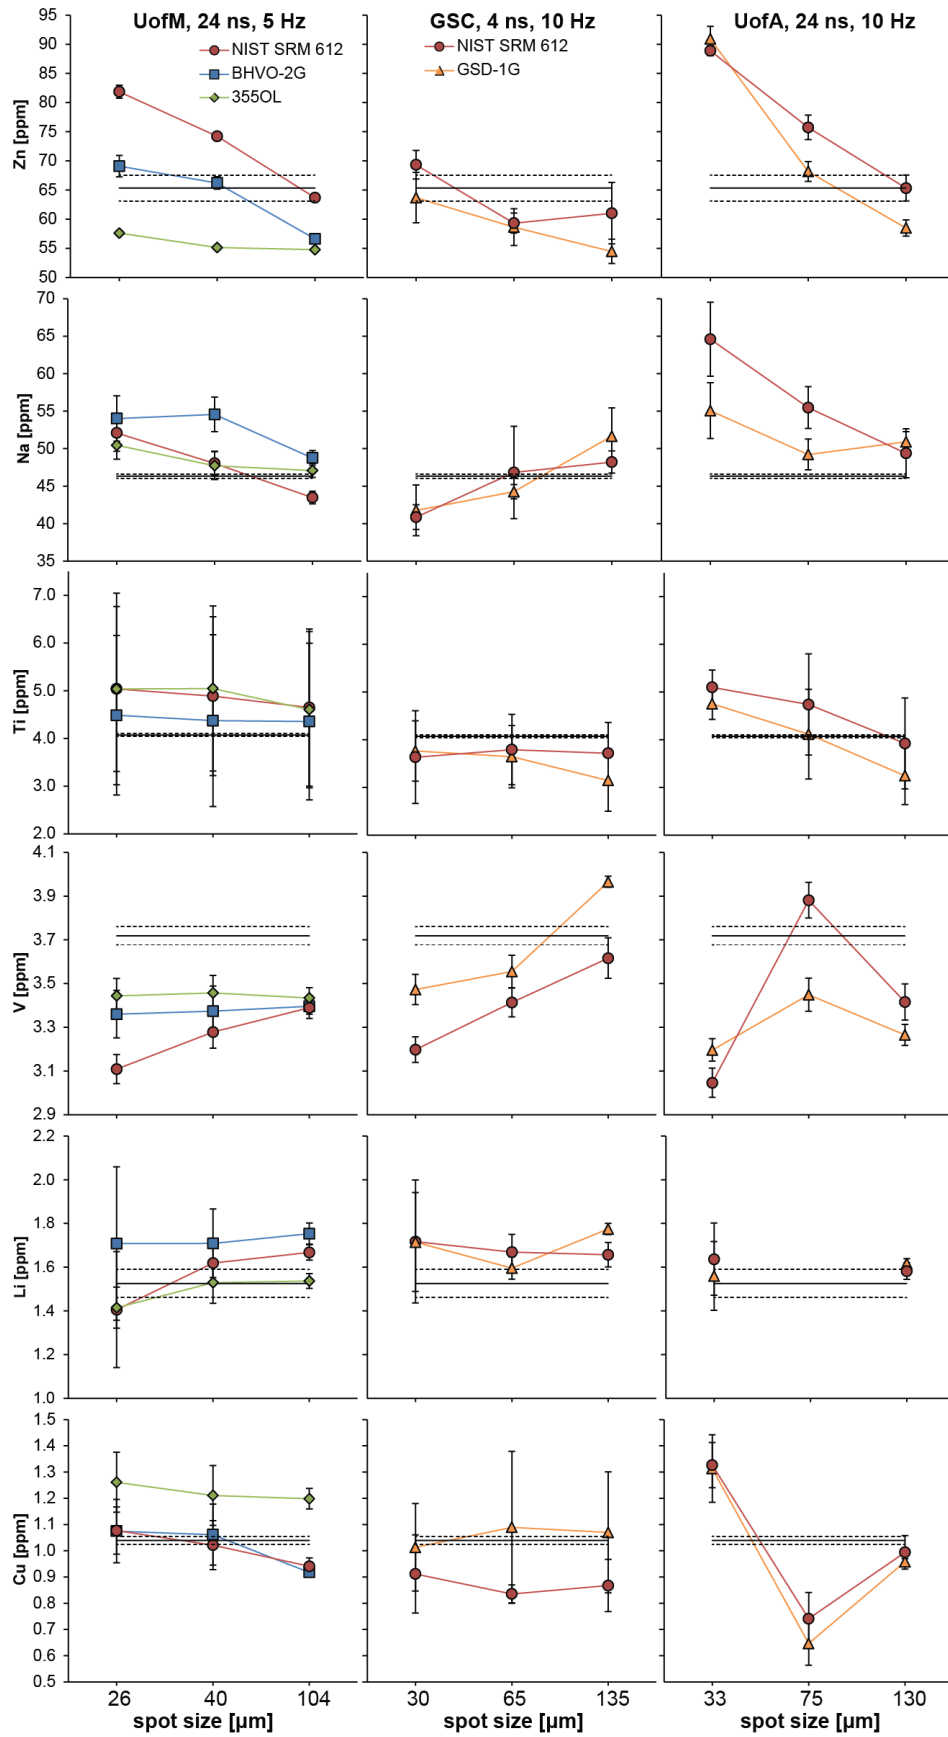 UofM, 24 ns, 5 Hz
GSC, 4 ns, 10 Hz
UofA, 24 ns, 10 Hz
NIST SRM 612
BHVO-2G
355OL
NIST SRM 612
GSD-1G
Zn [ppm]
95
90
85
80
75
70
65
60
55
50
Na [ppm]
70
65
60
55
50
45
40
35
Ti [ppm]
7.0
6.0
5.0
4.0
3.0
2.0
V [ppm]
4.1
3.9
3.7
3.5
3.3
3.1
2.9
Li [ppm]
2.2
2.0
1.8
1.6
1.4
1.2
1.0
Cu [ppm]
1.5
1.4
1.3
1.2
1.1
1.0
0.9
0.8
0.7
0.6
0.5
26 40 104
30 65 135
33 75 130
spot size [µm]
spot size [µm]
spot size [µm]